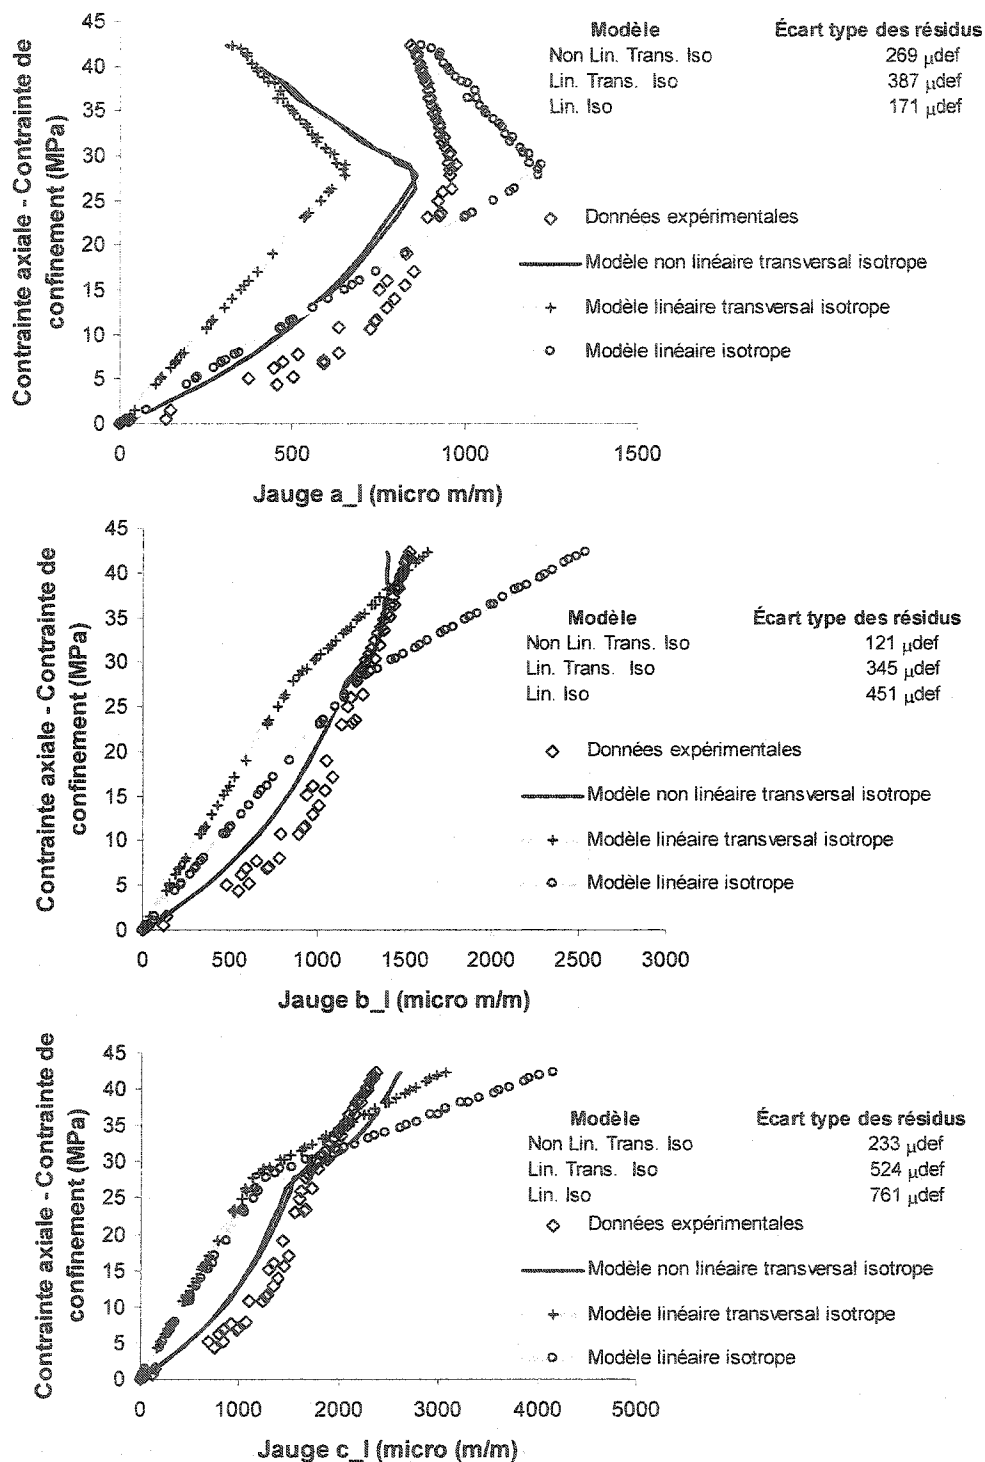 Modèle Écart type des résidus
Non Lin. Trans. Iso 269 μdef
Lin. Trans. Iso 387 μdef
Lin. Iso 171 μdef
Contrainte axiale - Contrainte de
confinement (MPa)
45
40
35
30
25
20
15
10
5
0
Données expérimentales
Modèle non linéaire transversal isotrope
Modèle linéaire transversal isotrope
Modèle linéaire isotrope
0 500 1000 1500
Jauge a_l (micro m/m)
Contrainte axiale - Contrainte de
confinement (MPa)
45
40
35
30
25
20
15
10
5
0
Modèle Écart type des résidus
Non Lin. Trans. Iso 121 μdef
Lin. Trans. Iso 345 μdef
Lin. Iso 451 μdef
Données expérimentales
Modèle non linéaire transversal isotrope
Modèle linéaire transversal isotrope
Modèle linéaire isotrope
0 500 1000 1500 2000 2500 3000
Jauge b_l (micro m/m)
Contrainte axiale - Contrainte de
confinement (MPa)
45
40
35
30
25
20
15
10
5
0
Modèle Écart type des résidus
Non Lin. Trans. Iso 233 μdef
Lin. Trans. Iso 524 μdef
Lin. Iso 761 μdef
Données expérimentales
Modèle non linéaire transversal isotrope
Modèle linéaire transversal isotrope
Modèle linéaire isotrope
0 1000 2000 3000 4000 5000
Jauge c_l (micro (m/m)